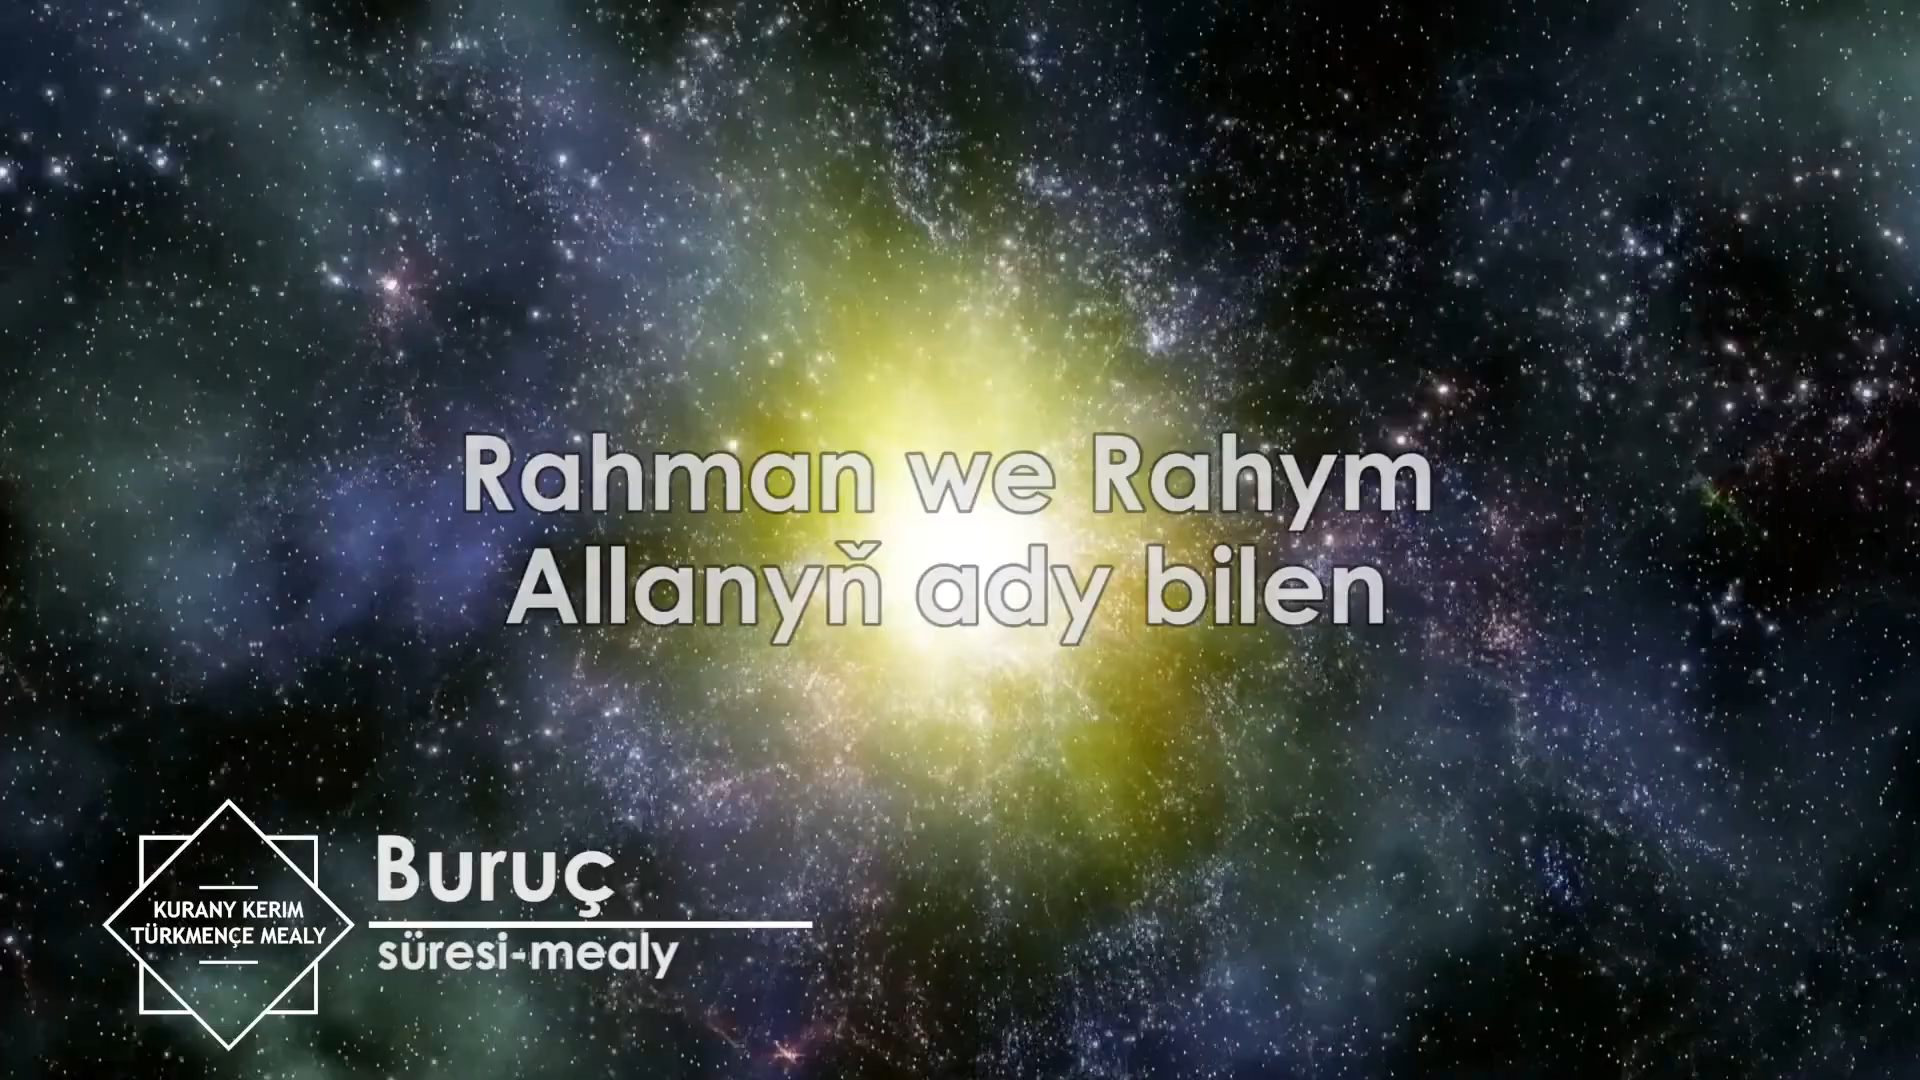 Rahman we Rahym
Allanyň ady bilen
Buruç
süresi-mealy
KURANY KERIM
TÜRKMENÇE MEALY